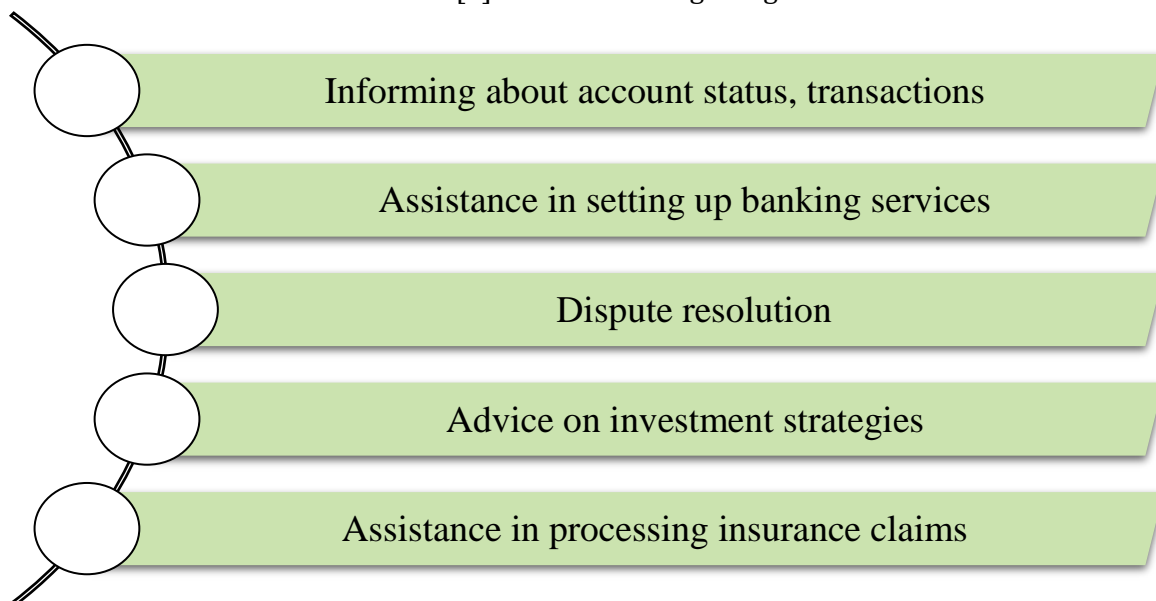 Informing about account status, transactions
Assistance in setting up banking services
Dispute resolution
Advice on investment strategies
Assistance in processing insurance claims